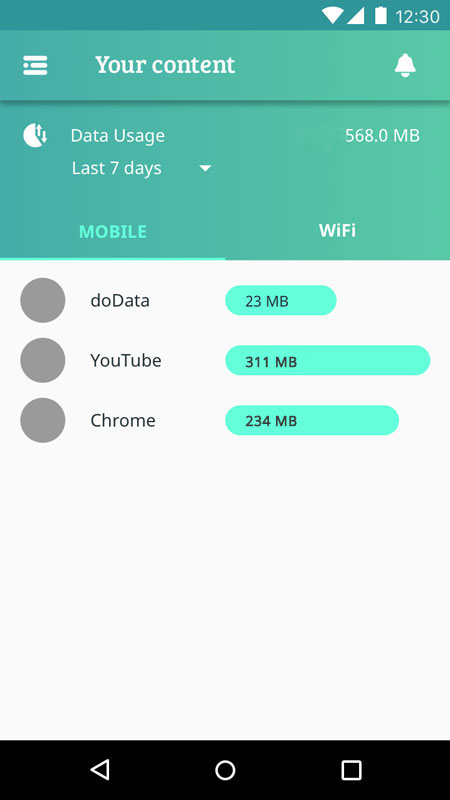 12:30
Your content
Data Usage 568.0 MB
Last 7 days
MOBILE WiFi
doData 23 MB
YouTube 311 MB
Chrome 234 MB